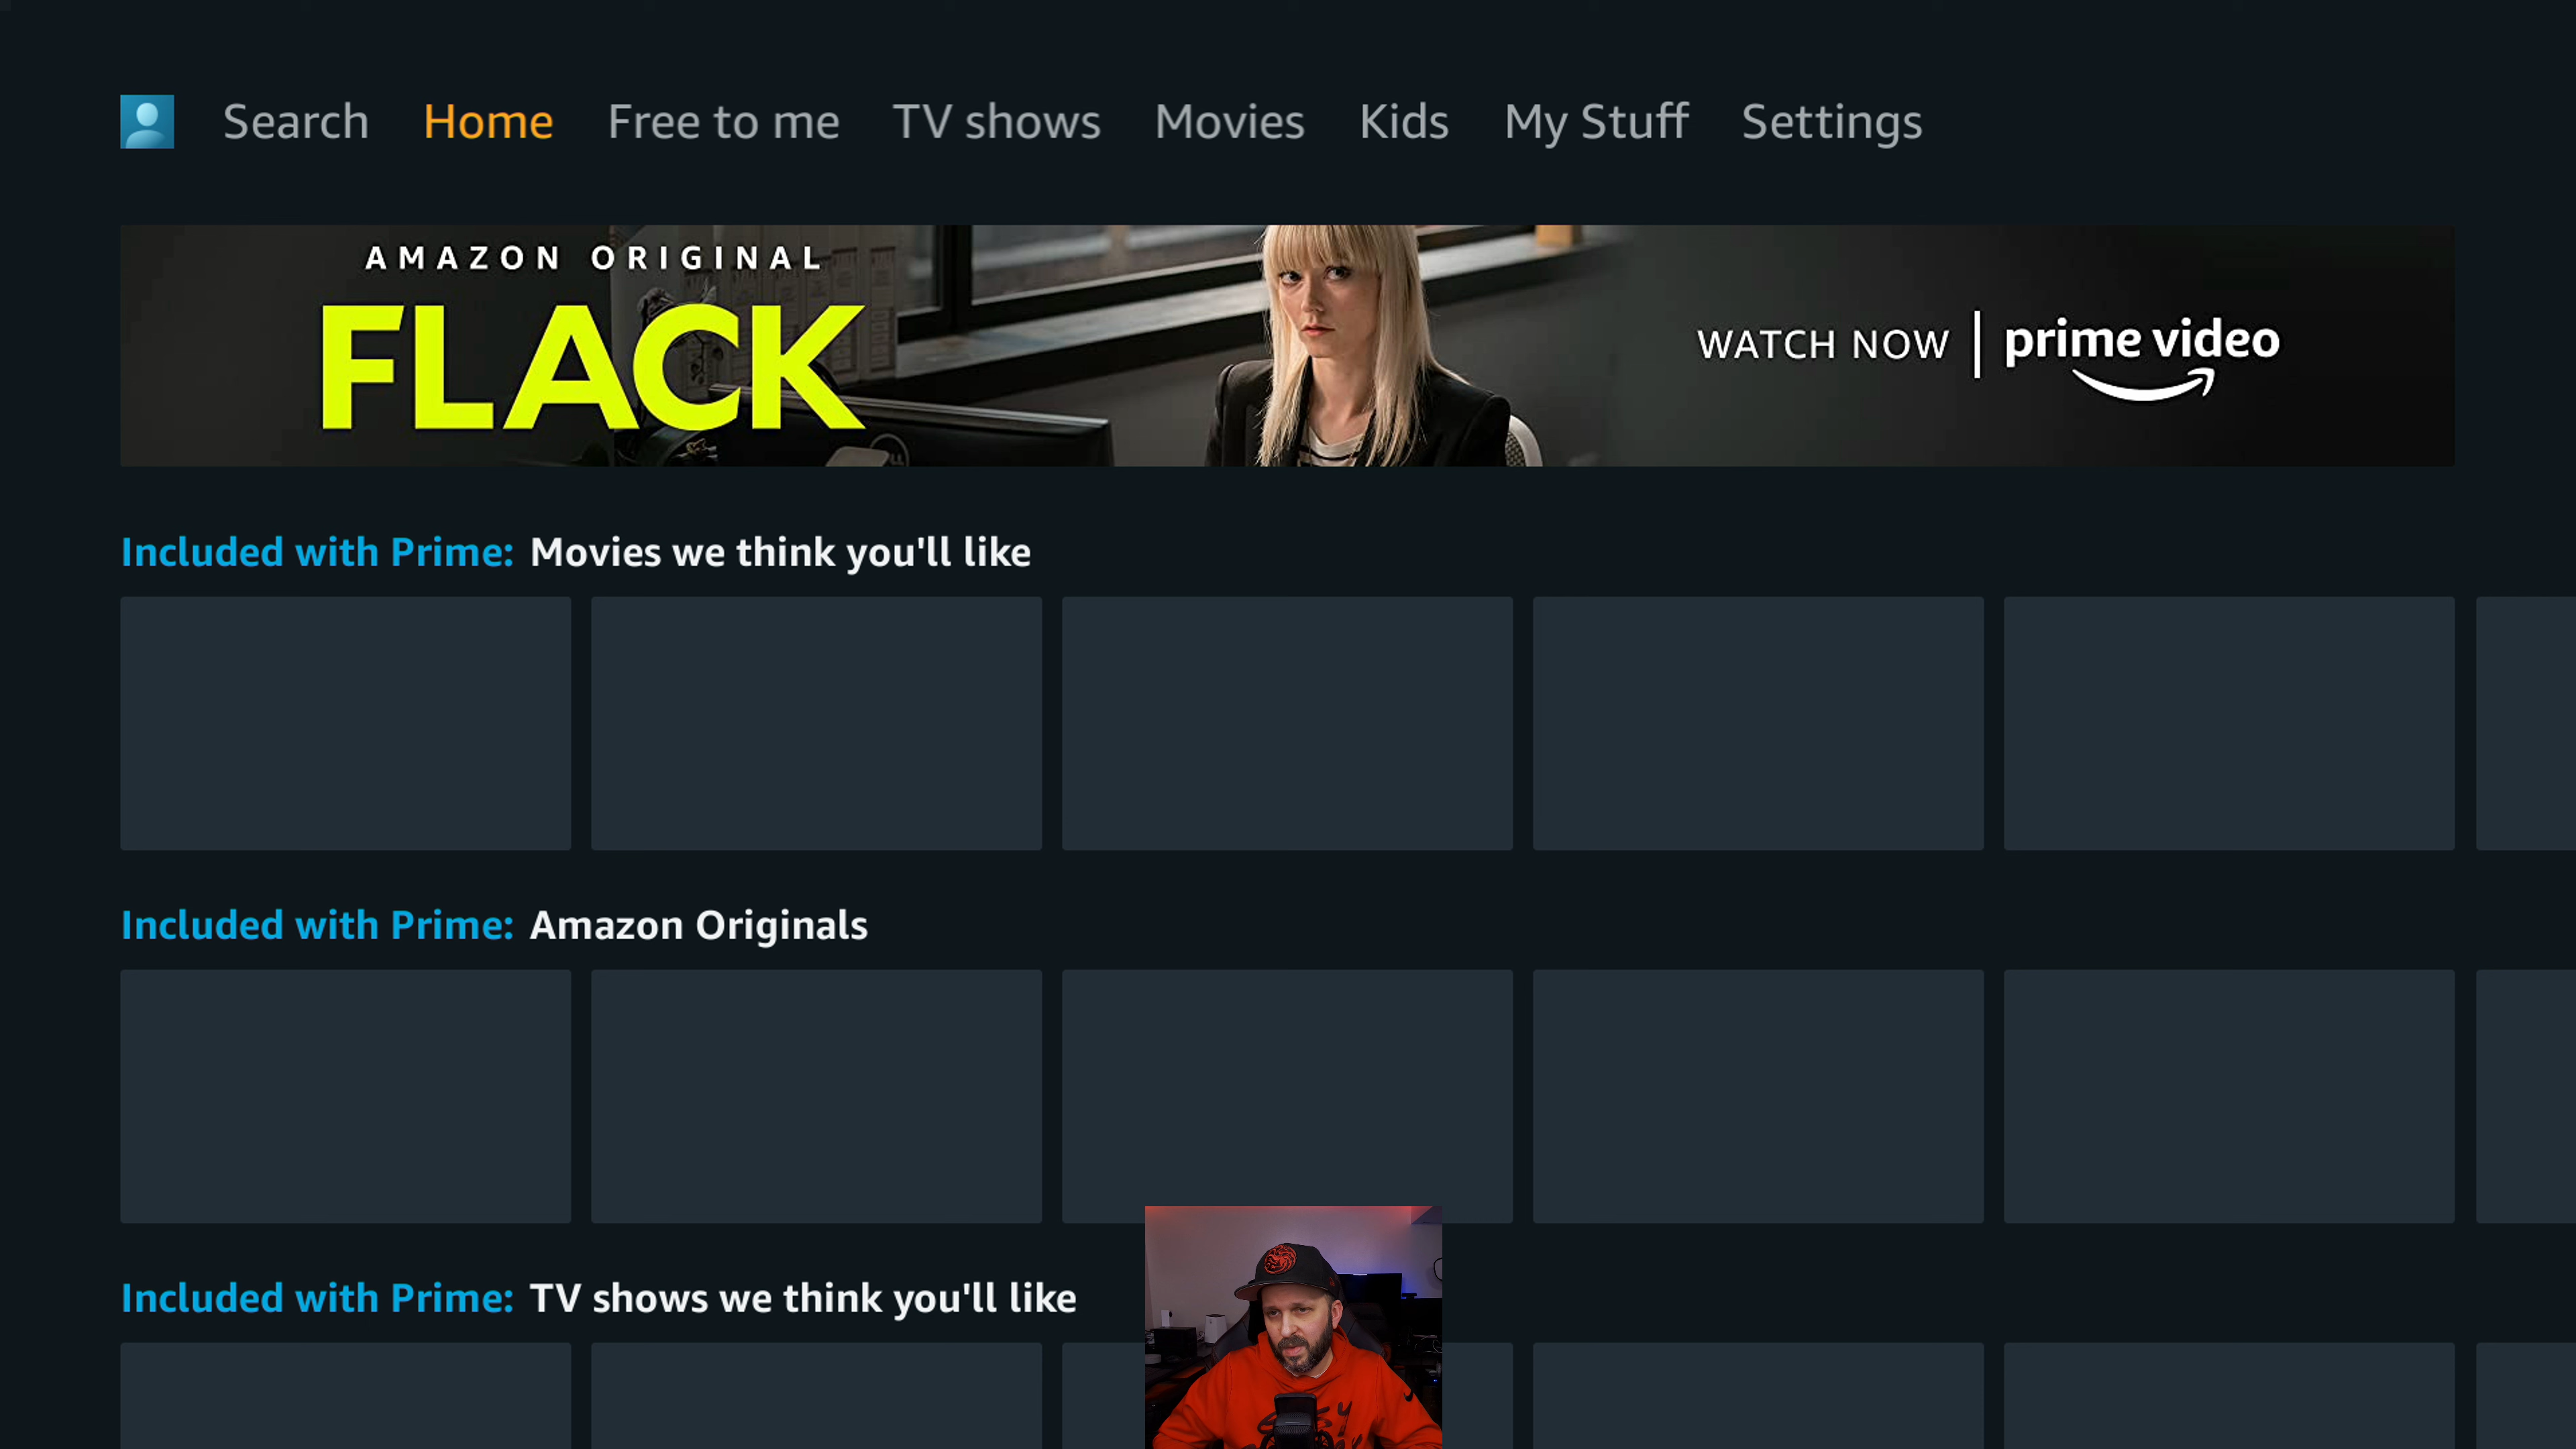 Search Home Free to me TV shows Movies Kids My Stuff Settings
AMAZON ORIGINAL
FLACK
WATCH NOW | prime video
Included with Prime: Movies we think you'll like
Included with Prime: Amazon Originals
Included with Prime: TV shows we think you'll like